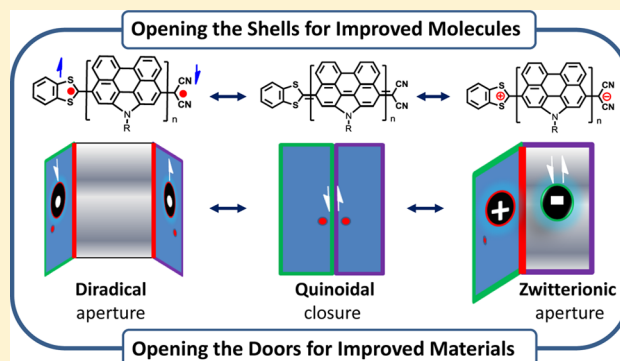 Opening the Shells for Improved Molecules
S S CN CN N R n
S S CN CN N R n
S S CN CN N R n
Diradical aperture
Quinoidal closure
Zwitterionic aperture
Opening the Doors for Improved Materials